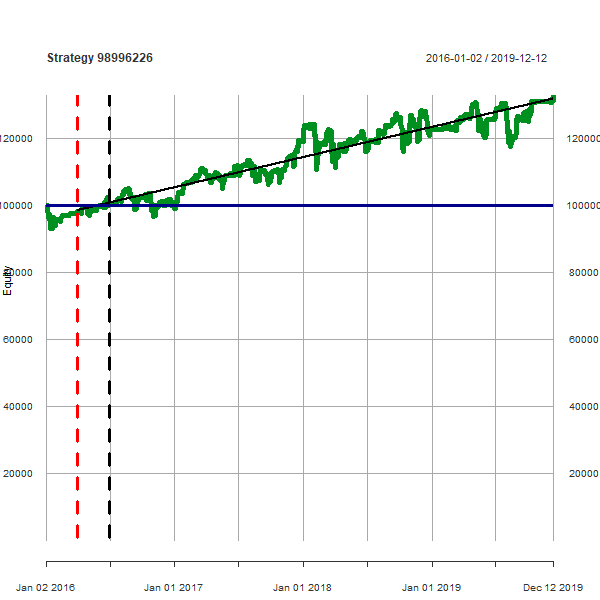 Strategy 98996226 2016-01-02 / 2019-12-12
120000 120000
100000 100000
80000 80000
Equity
60000 60000
40000 40000
20000 20000
Jan 02 2016 Jan 01 2017 Jan 01 2018 Jan 01 2019 Dec 12 2019